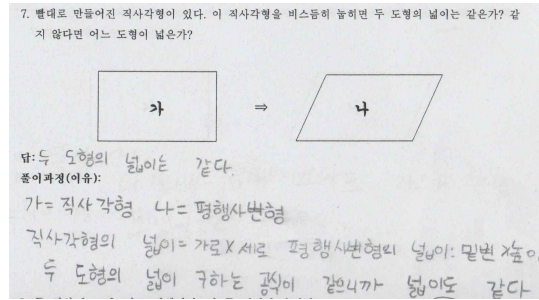 7. 빨대로 만들어진 직사각형이 있다. 이 직사각형을 비스듬히 눕히면 두 도형의 넓이는 같은가? 같
지 않다면 어느 도형이 넓은가?
가 ⇒ 나
답: 두 도형의 넓이는 같다.
풀이과정(이유):
가 = 직사각형 나 = 평행사변형
직사각형의 넓이 = 가로 X 세로 평행사변형의 넓이: 밑변 X높이
두 도형의 넓이 구하는 공식이 같으니까 넓이도 같다